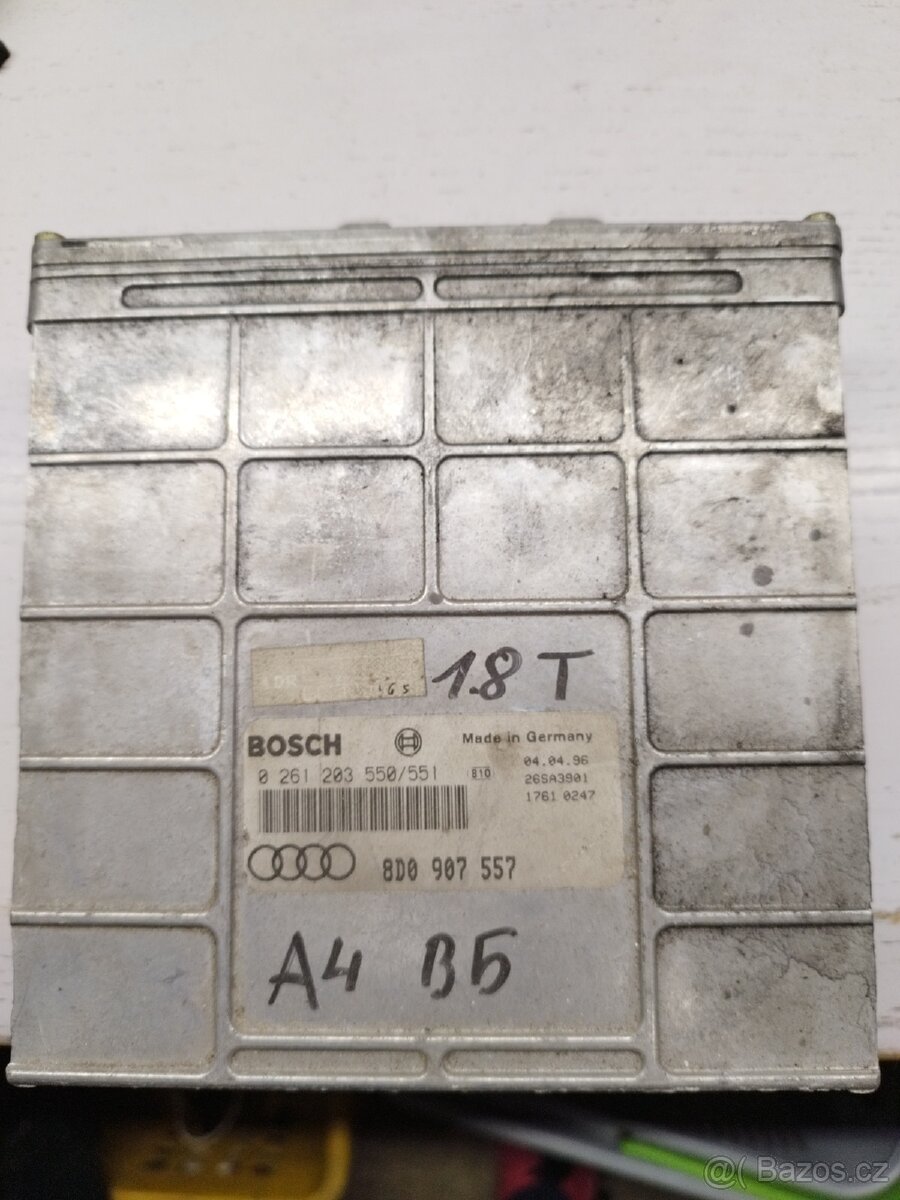 1.8 T
BOSCH
Made in Germany
0 261 203 550/551
810
04.04.96
26SA3901
1761 0247
8D0 907 557
A4 B5
@( Bazos.cz